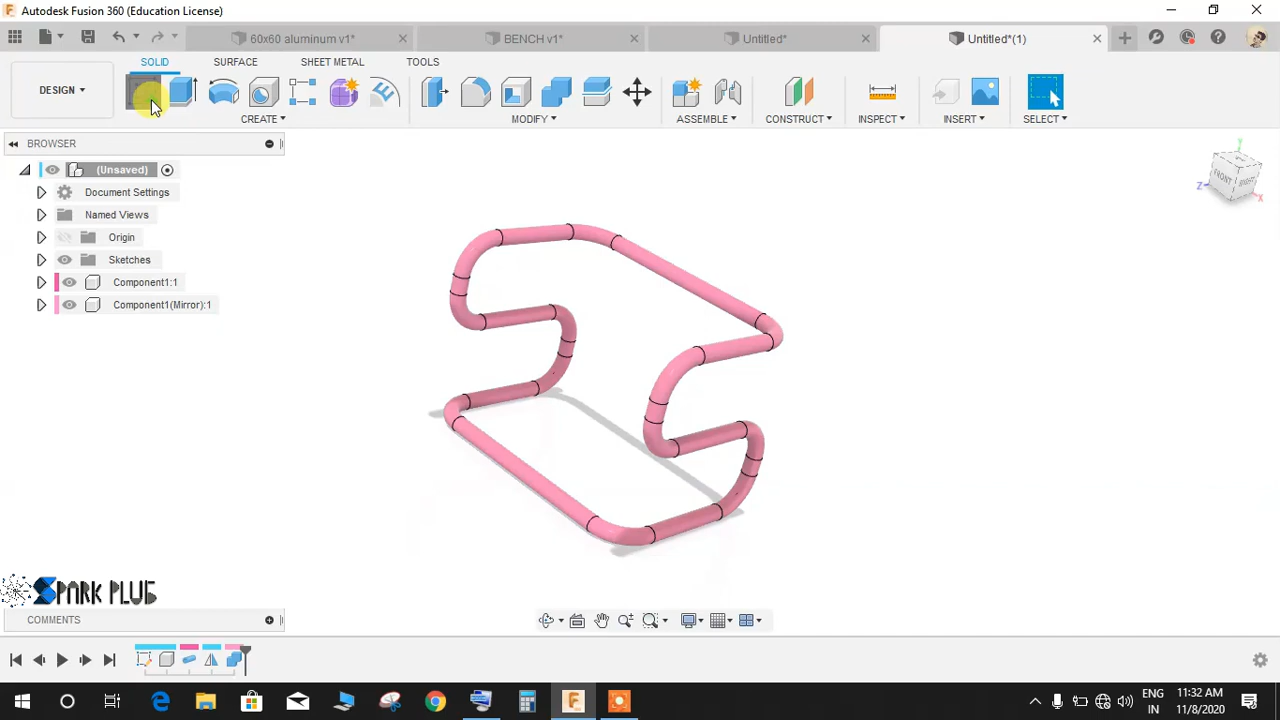 Autodesk Fusion 360 (Education License)
60x60 aluminum v1*
BENCH v1*
Untitled*
Untitled*(1)
SOLID
SURFACE
SHEET METAL
TOOLS
DESIGN
CREATE
MODIFY
ASSEMBLE
CONSTRUCT
INSPECT
INSERT
SELECT
BROWSER
(Unsaved)
Document Settings
Named Views
Origin
Sketches
Component1:1
Component1(Mirror):1
Y
FRONT
RIGHT
Z
X
SPARK PLUG
COMMENTS
ENG
IN
11:32 AM
11/8/2020